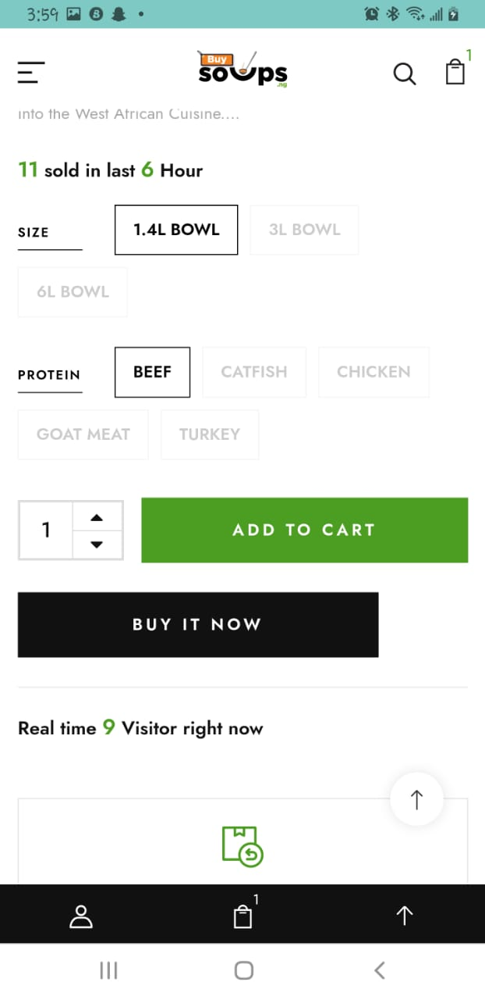 3:59
Buy
soups
.ng
1
into the West African Cuisine....
11 sold in last 6 Hour
SIZE
1.4L BOWL
3L BOWL
6L BOWL
PROTEIN
BEEF
CATFISH
CHICKEN
GOAT MEAT
TURKEY
1
ADD TO CART
BUY IT NOW
Real time 9 Visitor right now
1